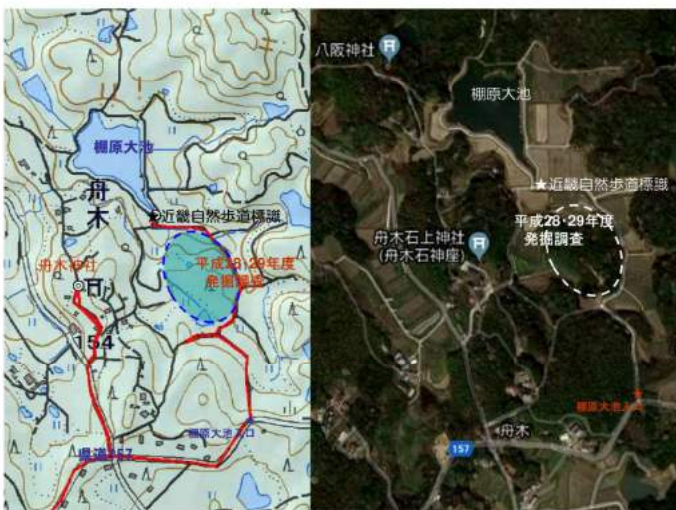 棚原大池
舟木
★近畿自然歩道標識
舟木神社
平成28・29年度
発掘調査
154
棚原大池入口
県道157
八阪神社
棚原大池
★近畿自然歩道標識
平成28・29年度
発掘調査
舟木石上神社
(舟木石神座)
棚原大池入口
舟木
157